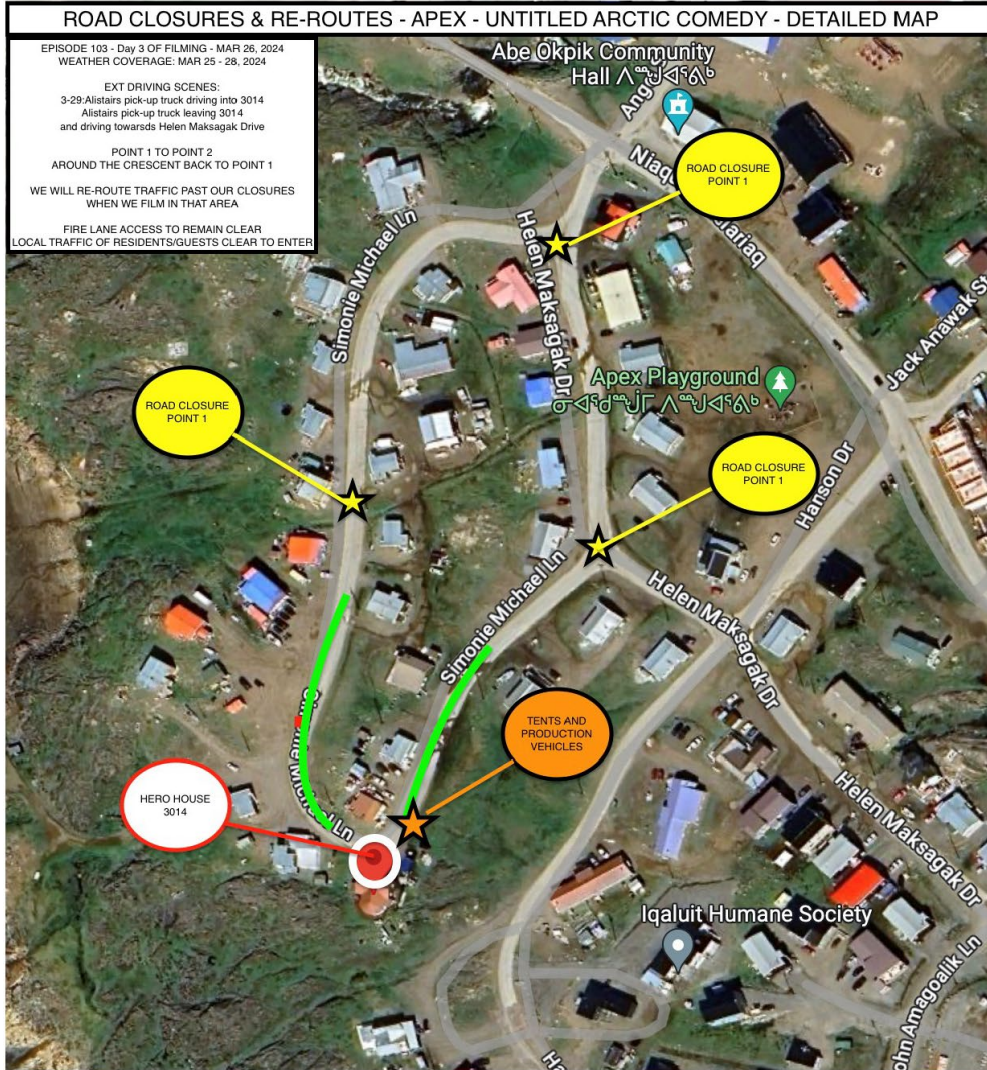 ROAD CLOSURES & RE-ROUTES - APEX - UNTITLED ARCTIC COMEDY - DETAILED MAP
EPISODE 103 - Day 3 OF FILMING - MAR 26, 2024
WEATHER COVERAGE: MAR 25 - 28, 2024
EXT DRIVING SCENES:
3-29:Alistairs pick-up truck driving into 3014
Alistairs pick-up truck leaving 3014
and driving towarsds Helen Maksagak Drive
POINT 1 TO POINT 2
AROUND THE CRESCENT BACK TO POINT 1
WE WILL RE-ROUTE TRAFFIC PAST OUR CLOSURES
WHEN WE FILM IN THAT AREA
FIRE LANE ACCESS TO REMAIN CLEAR
LOCAL TRAFFIC OF RESIDENTS/GUESTS CLEAR TO ENTER
Abe Okpik Community
Hall
ROAD CLOSURE
POINT 1
Simonie Michael Ln
Helen Maksagak Dr
Jack Anawak St
Apex Playground
ROAD CLOSURE
POINT 1
ROAD CLOSURE
POINT 1
Hanson Dr
Simonie Michael Ln
Helen Maksagak Dr
TENTS AND
PRODUCTION
VEHICLES
HERO HOUSE
3014
Michael Ln
Helen Maksagak Dr
Iqaluit Humane Society
Amagoalik Ln